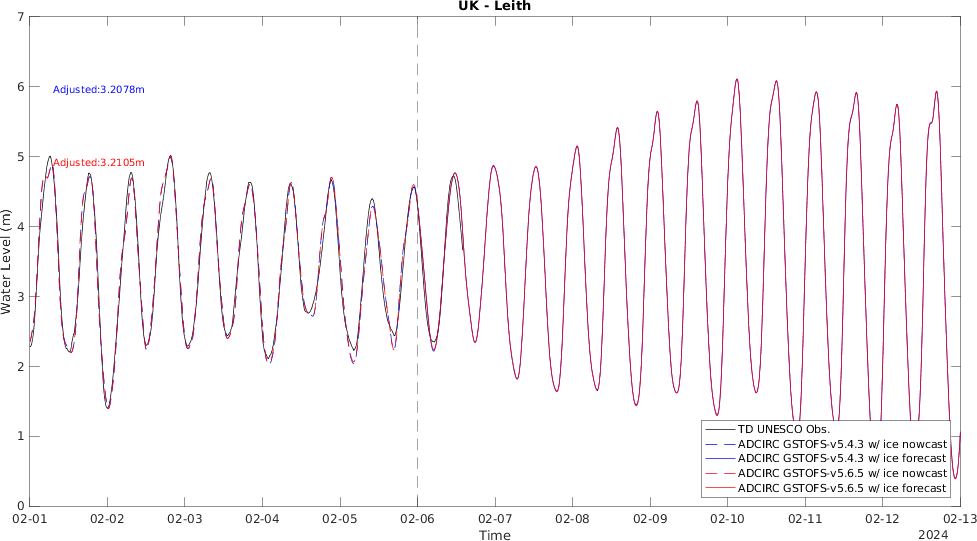 UK - Leith
7
6
5
4
3
2
1
0
Water Level (m)
Adjusted:3.2078m
Adjusted:3.2105m
TD UNESCO Obs.
ADCIRC GSTOFS-v5.4.3 w/ ice nowcast
ADCIRC GSTOFS-v5.4.3 w/ ice forecast
ADCIRC GSTOFS-v5.6.5 w/ ice nowcast
ADCIRC GSTOFS-v5.6.5 w/ ice forecast
02-01 02-02 02-03 02-04 02-05 02-06 02-07 02-08 02-09 02-10 02-11 02-12 02-13
Time
2024